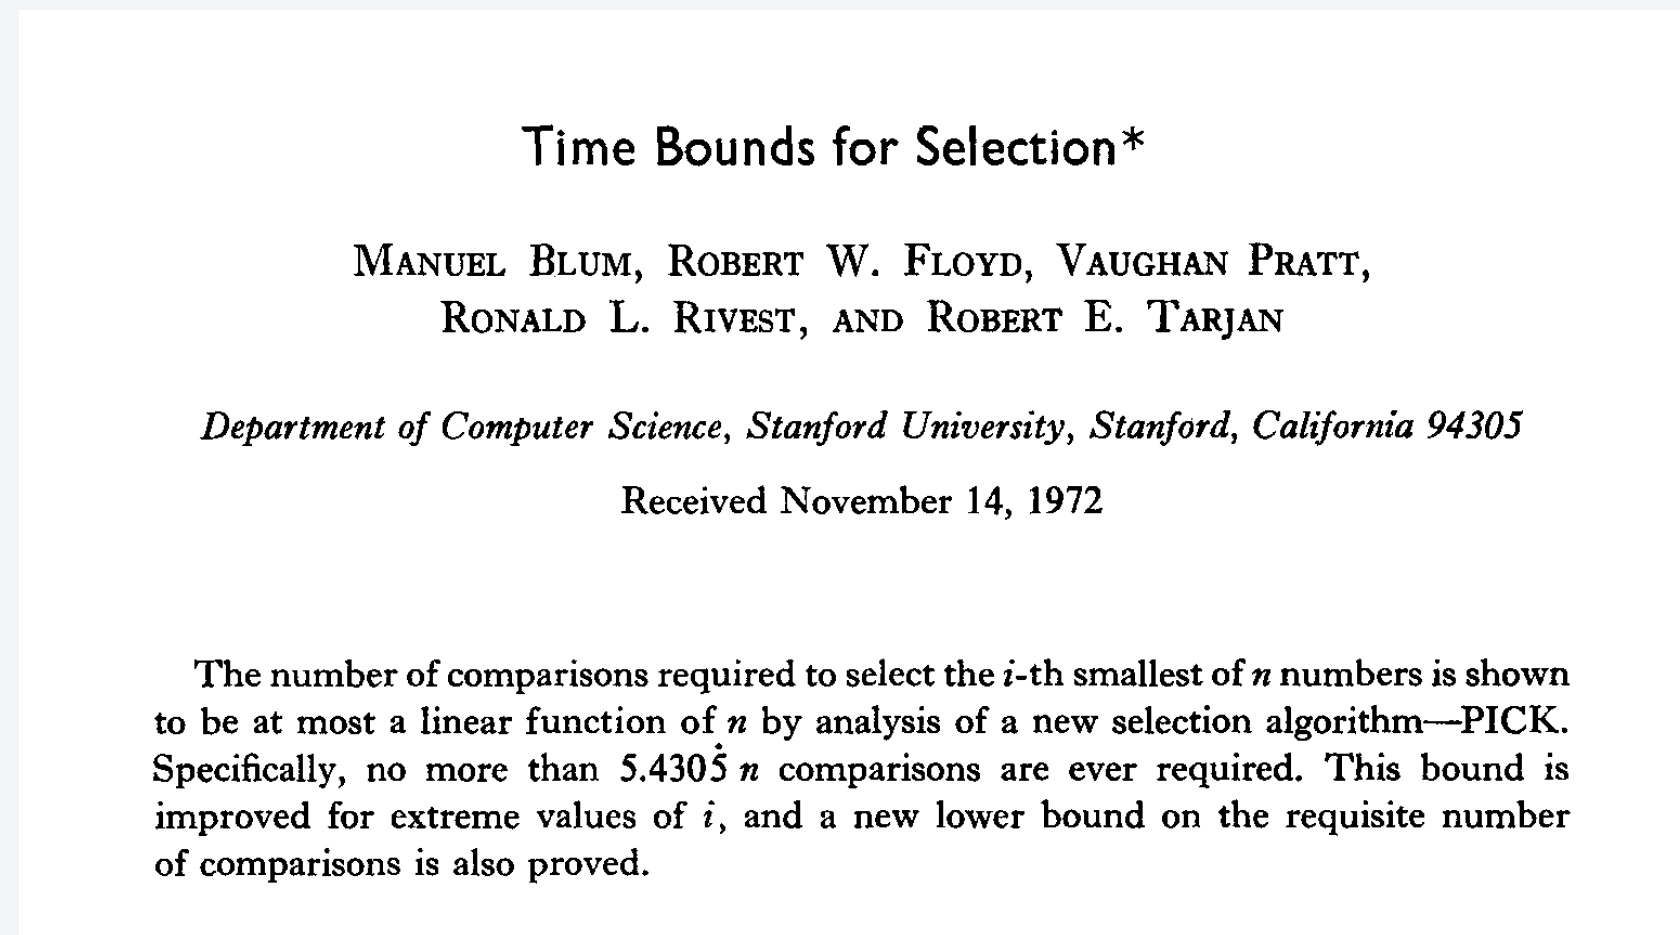 Time Bounds for Selection*
MANUEL BLUM, ROBERT W. FLOYD, VAUGHAN PRATT,
RONALD L. RIVEST, AND ROBERT E. TARJAN
Department of Computer Science, Stanford University, Stanford, California 94305
Received November 14, 1972
The number of comparisons required to select the i-th smallest of n numbers is shown
to be at most a linear function of n by analysis of a new selection algorithm—PICK.
Specifically, no more than 5.4305̇ n comparisons are ever required. This bound is
improved for extreme values of i, and a new lower bound on the requisite number
of comparisons is also proved.